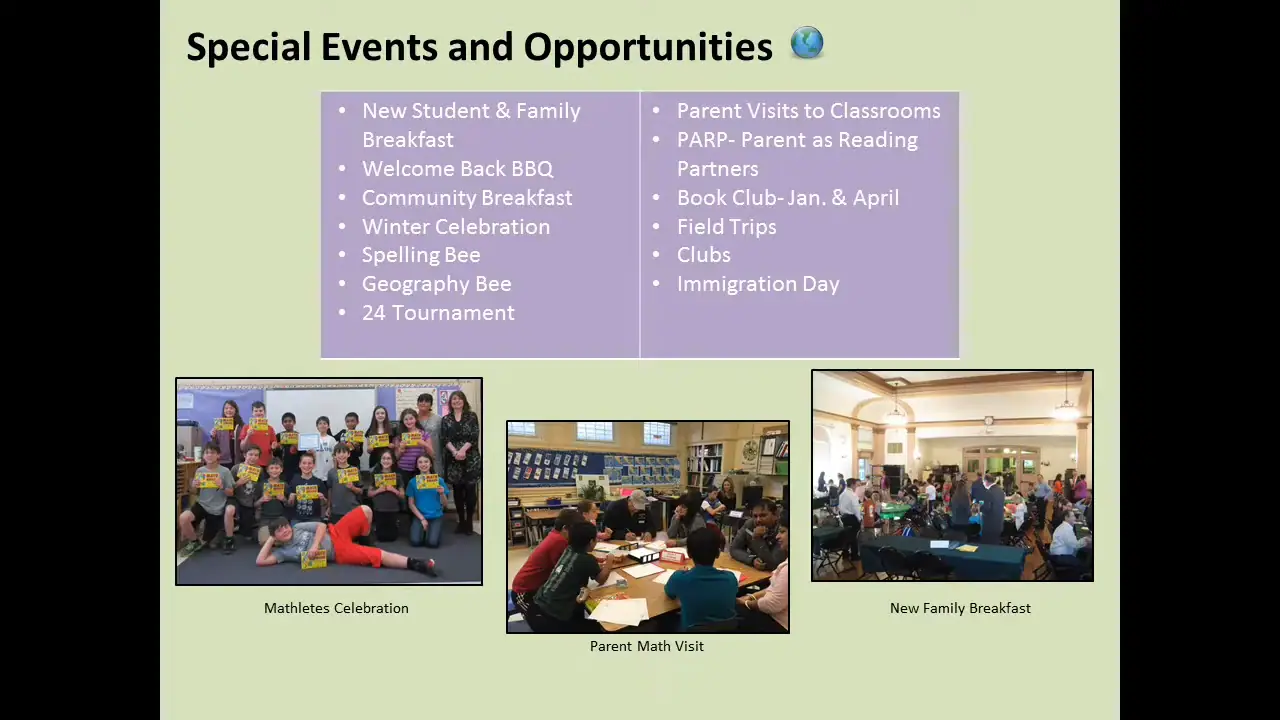 Special Events and Opportunities
• New Student & Family
Breakfast
• Welcome Back BBQ
• Community Breakfast
• Winter Celebration
• Spelling Bee
• Geography Bee
• 24 Tournament
• Parent Visits to Classrooms
• PARP- Parent as Reading
Partners
• Book Club- Jan. & April
• Field Trips
• Clubs
• Immigration Day
Mathletes Celebration
Parent Math Visit
New Family Breakfast